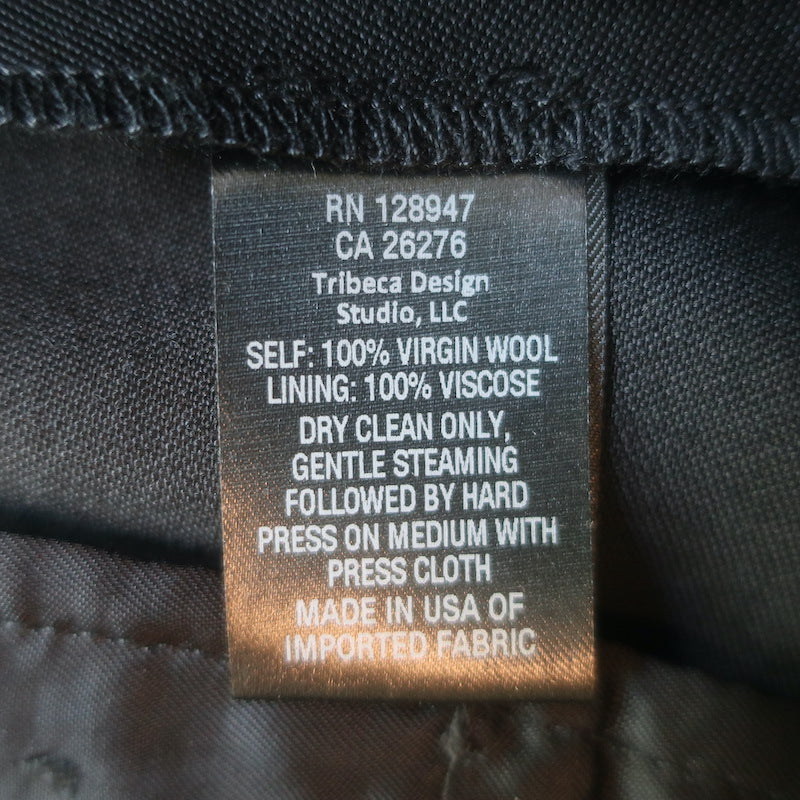 RN 128947
CA 26276
Tribeca Design
Studio, LLC
SELF: 100% VIRGIN WOOL
LINING: 100% VISCOSE
DRY CLEAN ONLY,
GENTLE STEAMING
FOLLOWED BY HARD
PRESS ON MEDIUM WITH
PRESS CLOTH
MADE IN USA OF
IMPORTED FABRIC